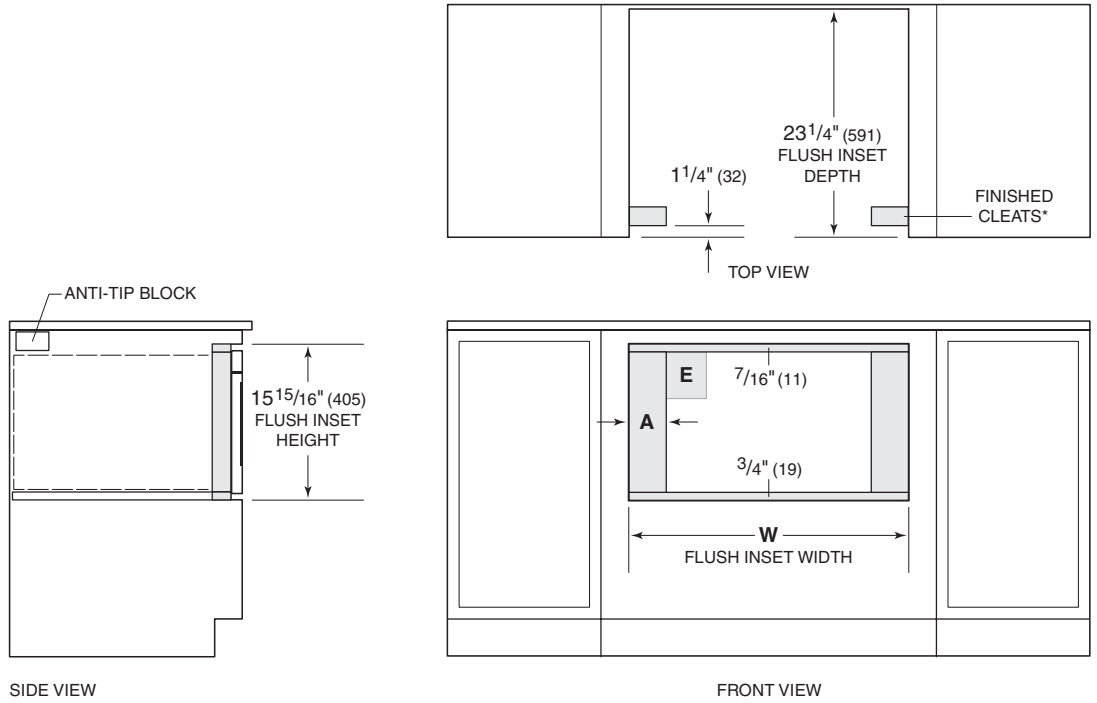 23 1/4" (591)
FLUSH INSET
DEPTH
1 1/4" (32)
FINISHED
CLEATS*
TOP VIEW
ANTI-TIP BLOCK
15 15/16" (405)
FLUSH INSET
HEIGHT
E
7/16" (11)
A
3/4" (19)
W
FLUSH INSET WIDTH
SIDE VIEW
FRONT VIEW